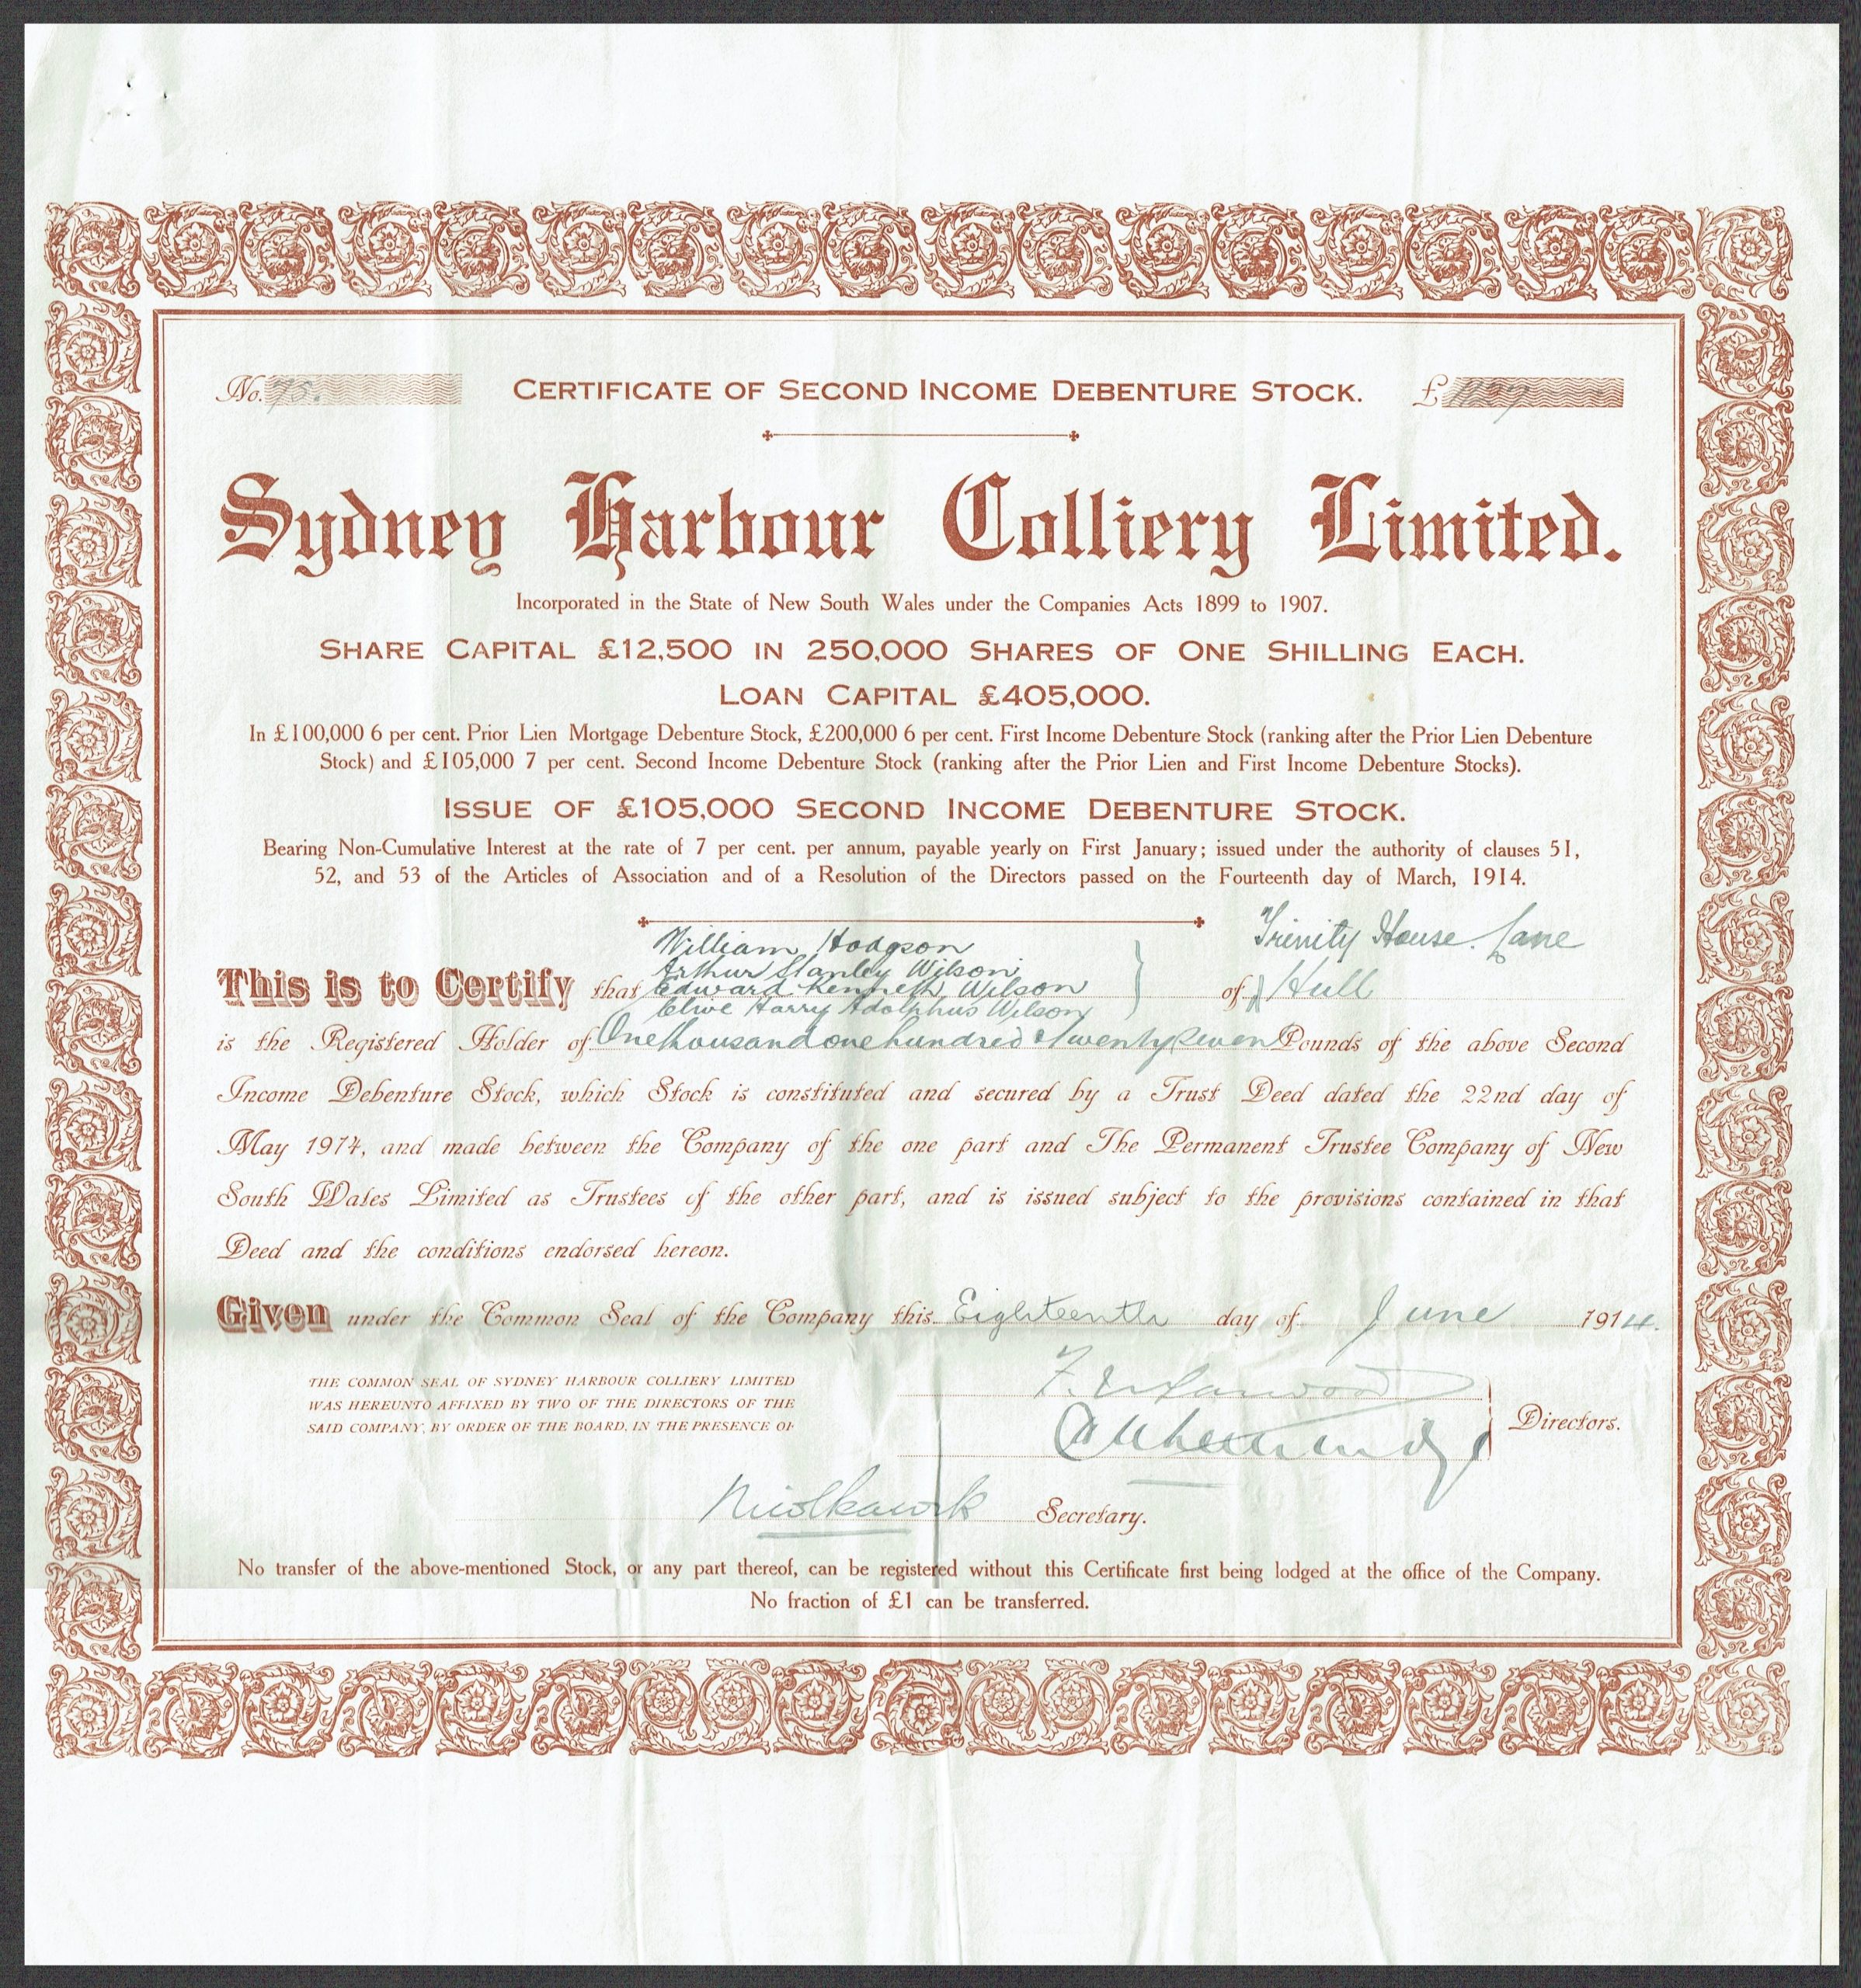 No. 75. CERTIFICATE OF SECOND INCOME DEBENTURE STOCK. £1127
Sydney Harbour Colliery Limited.
Incorporated in the State of New South Wales under the Companies Acts 1899 to 1907.
SHARE CAPITAL £12,500 IN 250,000 SHARES OF ONE SHILLING EACH.
LOAN CAPITAL £405,000.
In £100,000 6 per cent. Prior Lien Mortgage Debenture Stock, £200,000 6 per cent. First Income Debenture Stock (ranking after the Prior Lien Debenture
Stock) and £105,000 7 per cent. Second Income Debenture Stock (ranking after the Prior Lien and First Income Debenture Stocks).
ISSUE OF £105,000 SECOND INCOME DEBENTURE STOCK.
Bearing Non-Cumulative Interest at the rate of 7 per cent. per annum, payable yearly on First January; issued under the authority of clauses 51,
52, and 53 of the Articles of Association and of a Resolution of the Directors passed on the Fourteenth day of March, 1914.
William Hodgson Trinity House Lane
Arthur Stanley Wilson
This is to Certify that Edward Kenneth Wilson of Hull
Clive Harry Adolphus Wilson
is the Registered Holder of One thousand one hundred & twenty seven Pounds of the above Second
Income Debenture Stock, which Stock is constituted and secured by a Trust Deed dated the 22nd day of
May 1914, and made between the Company of the one part and The Permanent Trustee Company of New
South Wales Limited as Trustees of the other part, and is issued subject to the provisions contained in that
Deed and the conditions endorsed hereon.
Given under the Common Seal of the Company this Eighteenth day of June 1914.
THE COMMON SEAL OF SYDNEY HARBOUR COLLIERY LIMITED
WAS HEREUNTO AFFIXED BY TWO OF THE DIRECTORS OF THE
SAID COMPANY, BY ORDER OF THE BOARD, IN THE PRESENCE OF
Directors.
Secretary.
No transfer of the above-mentioned Stock, or any part thereof, can be registered without this Certificate first being lodged at the office of the Company.
No fraction of £1 can be transferred.